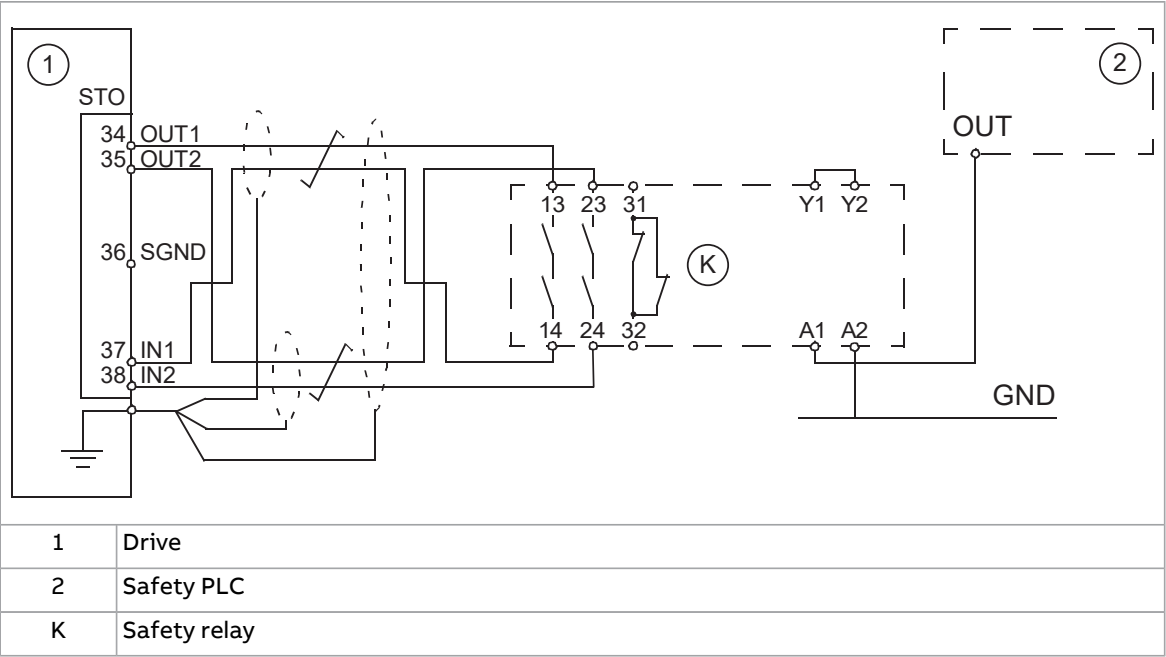 1
2
STO
OUT
34 OUT1
35 OUT2
13 23 31 Y1 Y2
36 SGND
K
14 24 32 A1 A2
37 IN1
38 IN2
GND
1 Drive
2 Safety PLC
K Safety relay